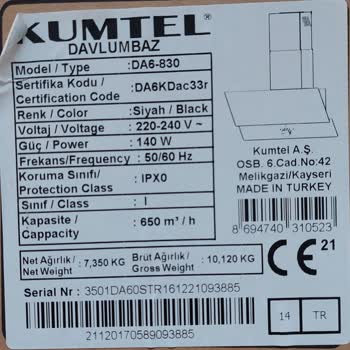 KUMTEL
DAVLUMBAZ
Model / Type : DA6-830
Sertifika Kodu / Certification Code : DA6KDac33r
Renk / Color : Siyah / Black
Voltaj / Voltage : 220-240 V ~
Güç / Power : 140 W
Frekans/Frequency : 50/60 Hz
Koruma Sınıfı/ Protection Class : IPX0
Sınıf / Class : I
Kapasite / Cappacity : 650 m³ / h
Net Ağırlık / Net Weight : 7,350 KG
Brüt Ağırlık / Gross Weight : 10,120 KG
Serial Nr : 3501DA60STR161221093885
21120170589093885
Kumtel A.Ş.
OSB. 6.Cad.No:42
Melikgazi/Kayseri
MADE IN TURKEY
8 694740 310523
CE 21
14 TR